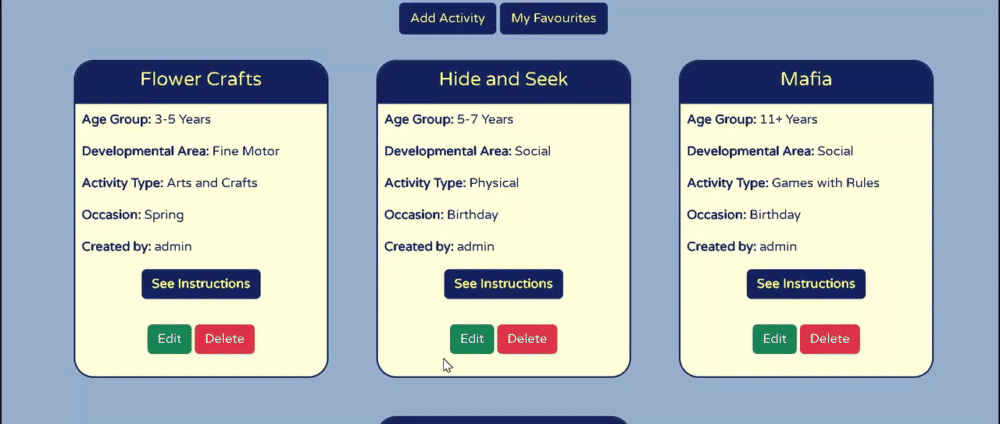 Add Activity My Favourites
Flower Crafts
Age Group: 3-5 Years
Developmental Area: Fine Motor
Activity Type: Arts and Crafts
Occasion: Spring
Created by: admin
See Instructions
Edit Delete
Hide and Seek
Age Group: 5-7 Years
Developmental Area: Social
Activity Type: Physical
Occasion: Birthday
Created by: admin
See Instructions
Edit Delete
Mafia
Age Group: 11+ Years
Developmental Area: Social
Activity Type: Games with Rules
Occasion: Birthday
Created by: admin
See Instructions
Edit Delete